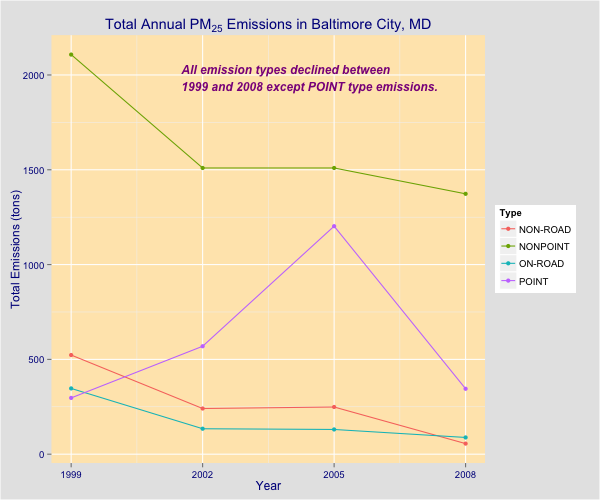 Total Annual PM25 Emissions in Baltimore City, MD
All emission types declined between
1999 and 2008 except POINT type emissions.
Total Emissions (tons)
2000
1500
1000
500
0
1999 2002 2005 2008
Year
Type
NON-ROAD
NONPOINT
ON-ROAD
POINT